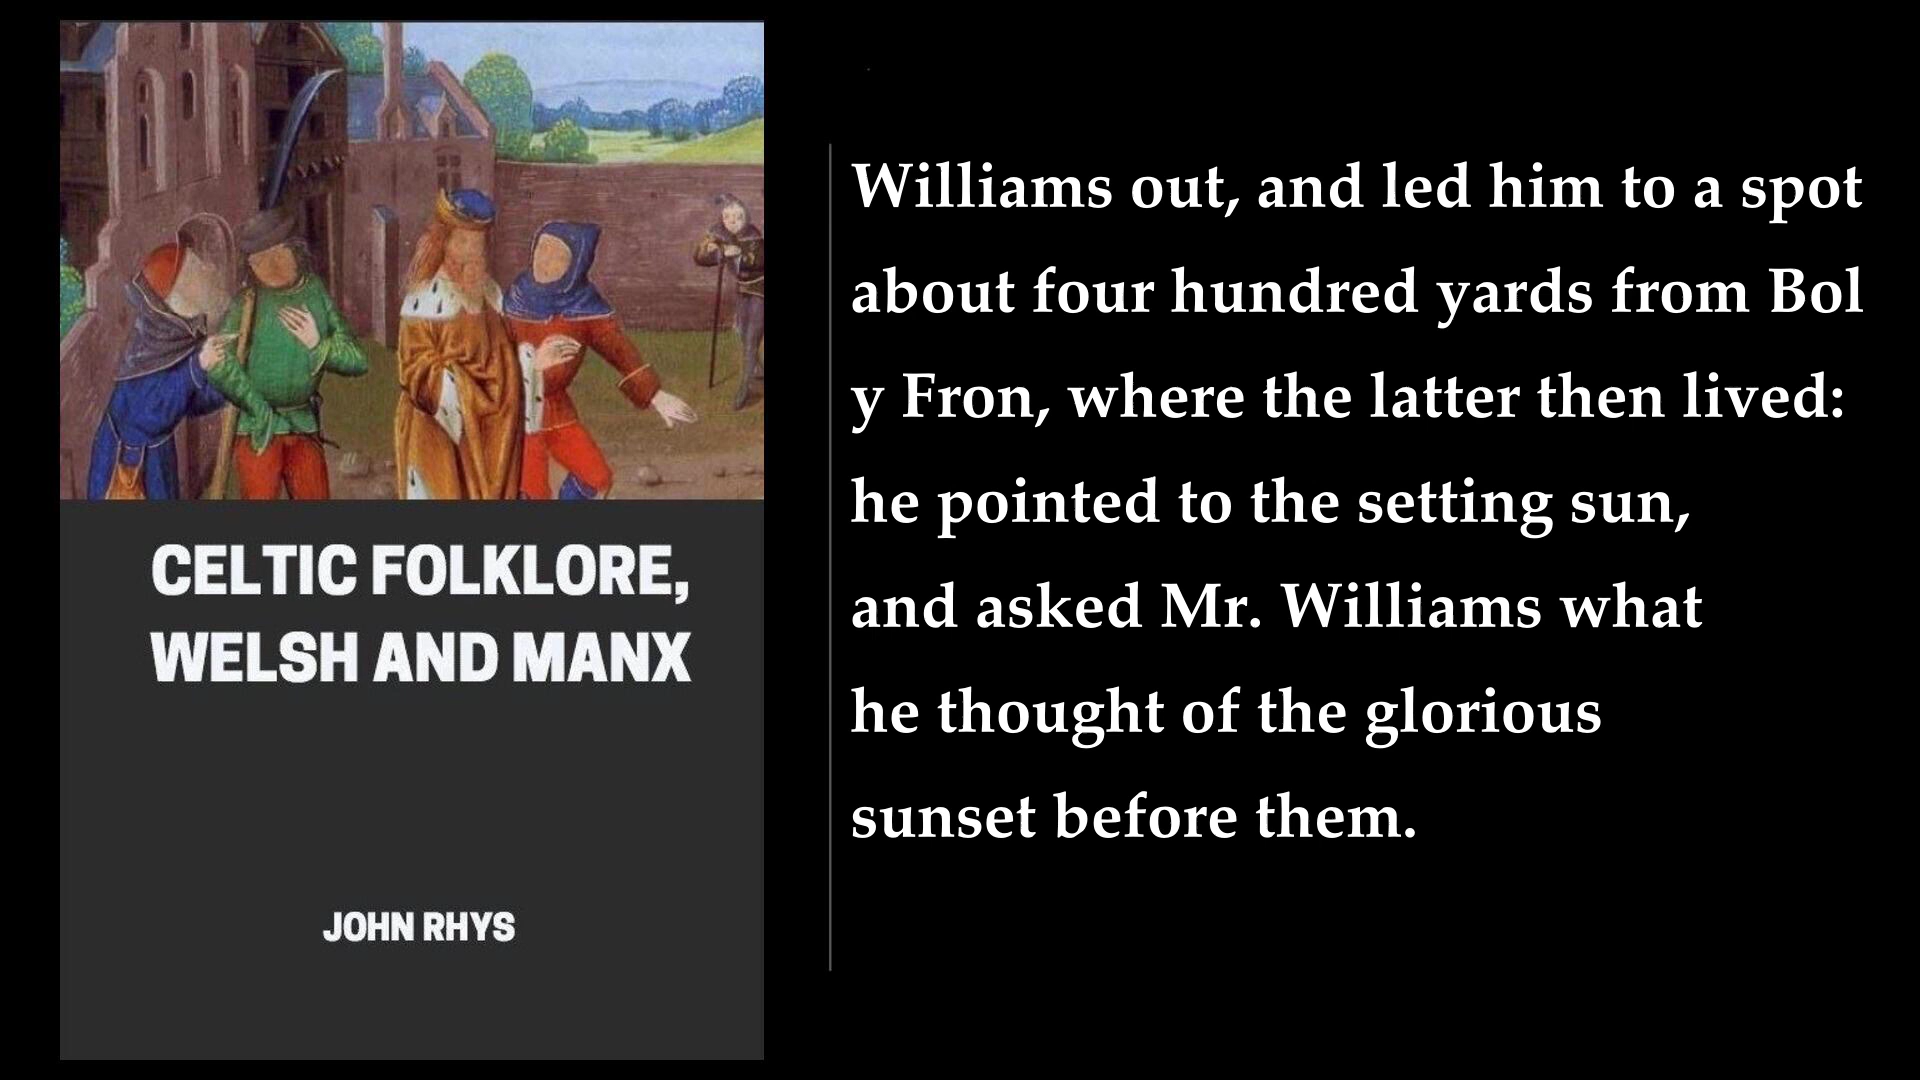 CELTIC FOLKLORE,
WELSH AND MANX
JOHN RHYS
Williams out, and led him to a spot
about four hundred yards from Bol
y Fron, where the latter then lived:
he pointed to the setting sun,
and asked Mr. Williams what
he thought of the glorious
sunset before them.